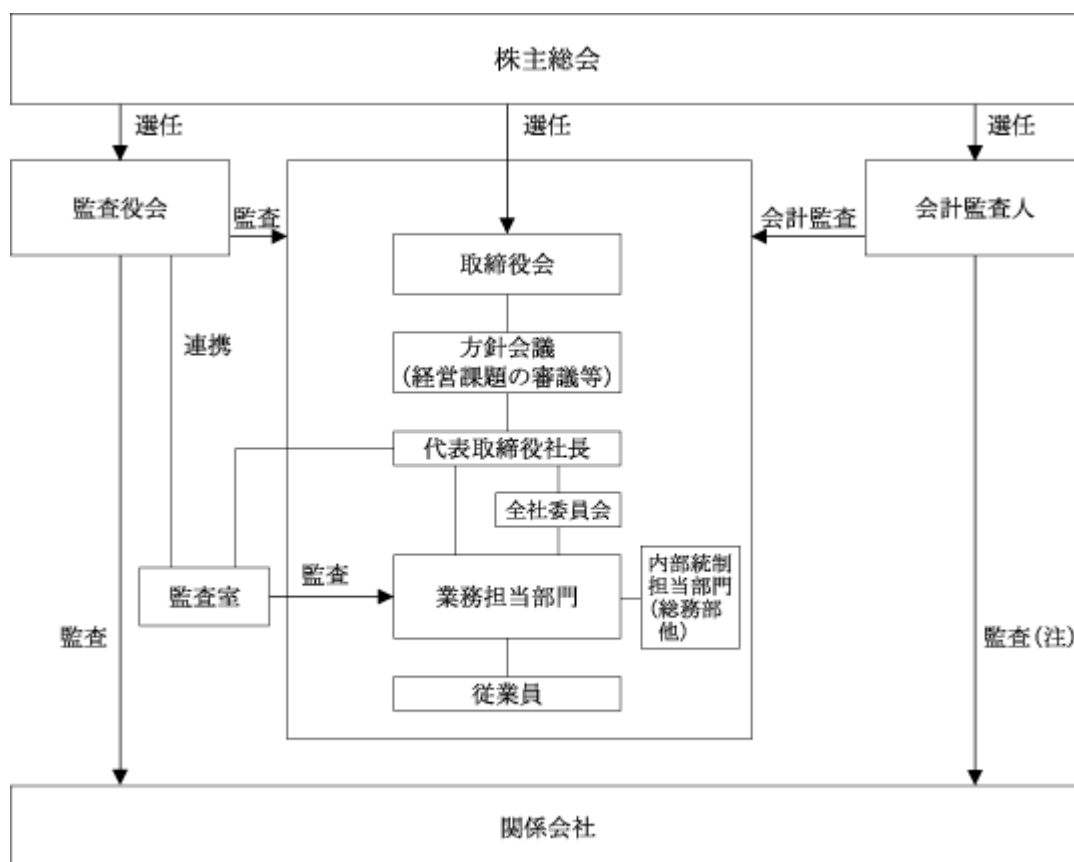 株主総会
選任
選任
選任
監査役会
監査
会計監査
会計監査人
取締役会
連携
方針会議
(経営課題の審議等)
代表取締役社長
全社委員会
監査室
監査
業務担当部門
内部統制
担当部門
(総務部
他)
監査
監査(注)
従業員
関係会社